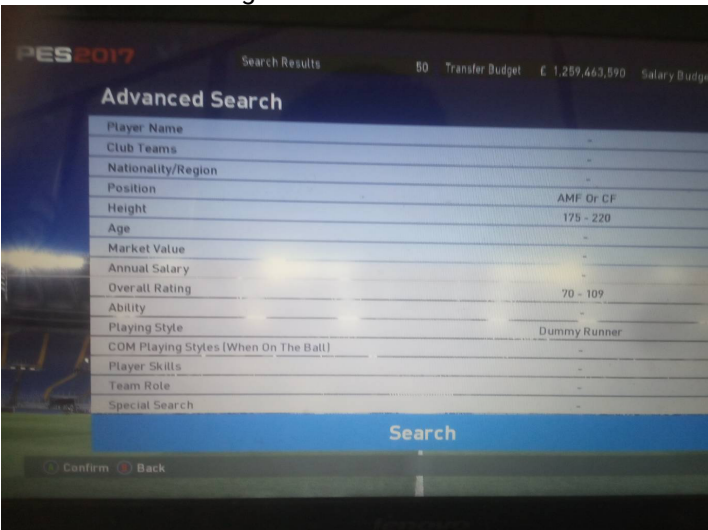 PES2017
Search Results 50 Transfer Budget £ 1,259,463,590 Salary Budge
Advanced Search
Player Name -
Club Teams -
Nationality/Region -
Position AMF Or CF
Height 175 - 220
Age -
Market Value -
Annual Salary -
Overall Rating 70 - 109
Ability -
Playing Style Dummy Runner
COM Playing Styles (When On The Ball) -
Player Skills -
Team Role -
Special Search -
Search
A Confirm B Back